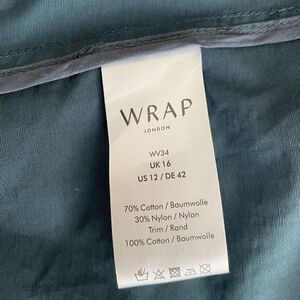 WRAP
LONDON
WV34
UK 16
US 12 / DE 42
70% Cotton / Baumwolle
30% Nylon / Nylon
Trim / Rand
100% Cotton / Baumwolle